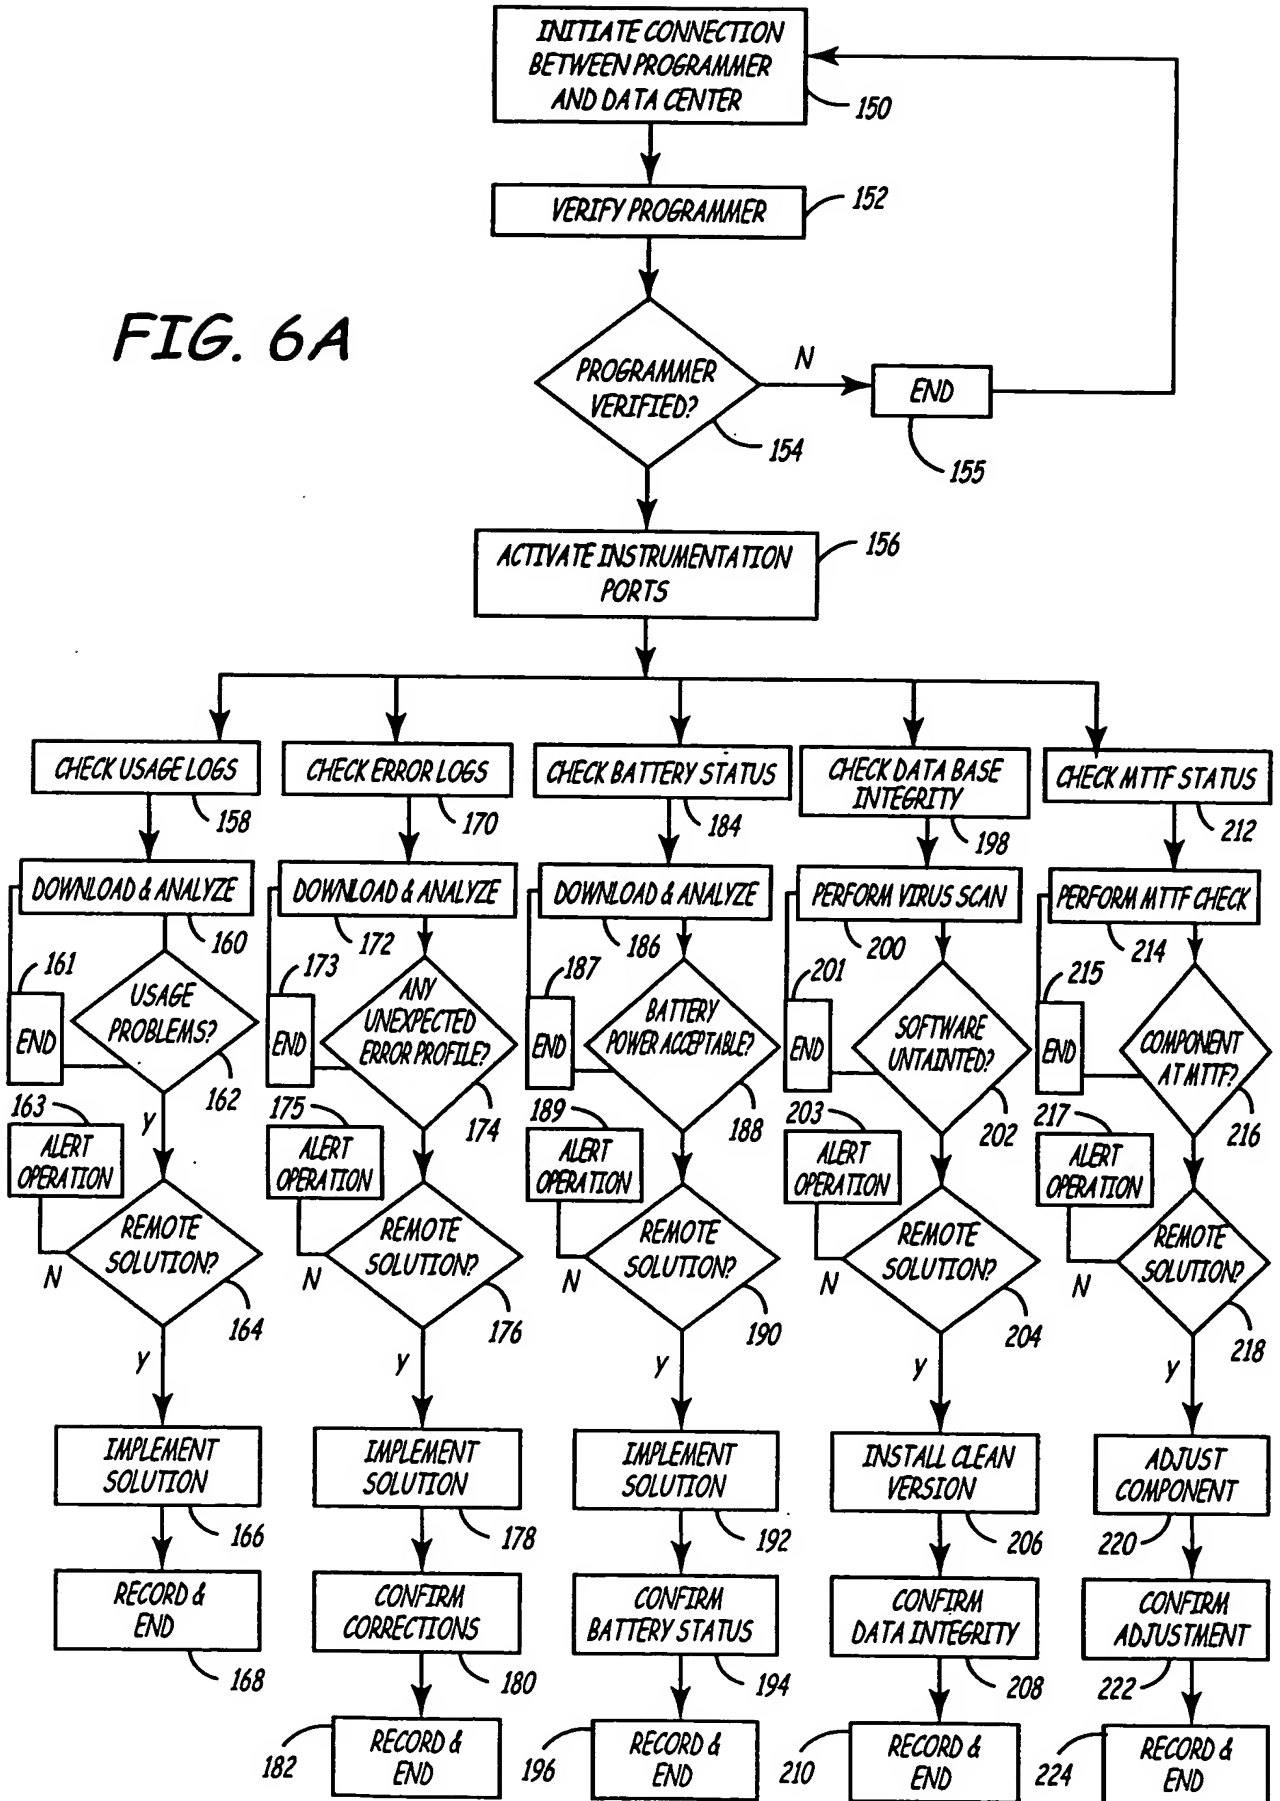 INITIATE CONNECTION
BETWEEN PROGRAMMER
AND DATA CENTER
150
VERIFY PROGRAMMER
152
FIG. 6A
PROGRAMMER
VERIFIED?
154
N
END
155
ACTIVATE INSTRUMENTATION
PORTS
156
CHECK USAGE LOGS
158
DOWNLOAD & ANALYZE
160
161
END
USAGE
PROBLEMS?
162
163
Y
ALERT
OPERATION
REMOTE
SOLUTION?
N
164
Y
IMPLEMENT
SOLUTION
166
RECORD &
END
168
CHECK ERROR LOGS
170
DOWNLOAD & ANALYZE
172
173
END
ANY
UNEXPECTED
ERROR PROFILE?
174
175
ALERT
OPERATION
REMOTE
SOLUTION?
N
176
Y
IMPLEMENT
SOLUTION
178
CONFIRM
CORRECTIONS
180
RECORD &
END
182
CHECK BATTERY STATUS
184
DOWNLOAD & ANALYZE
186
187
END
BATTERY
POWER ACCEPTABLE?
188
189
ALERT
OPERATION
REMOTE
SOLUTION?
N
190
Y
IMPLEMENT
SOLUTION
192
CONFIRM
BATTERY STATUS
194
RECORD &
END
196
CHECK DATA BASE
INTEGRITY
198
PERFORM VIRUS SCAN
200
201
END
SOFTWARE
UNTAINTED?
202
203
ALERT
OPERATION
REMOTE
SOLUTION?
N
204
Y
INSTALL CLEAN
VERSION
206
CONFIRM
DATA INTEGRITY
208
RECORD &
END
210
CHECK MTTF STATUS
212
PERFORM MTTF CHECK
214
215
END
COMPONENT
AT MTTF?
216
217
ALERT
OPERATION
REMOTE
SOLUTION?
N
218
Y
ADJUST
COMPONENT
220
CONFIRM
ADJUSTMENT
222
RECORD &
END
224